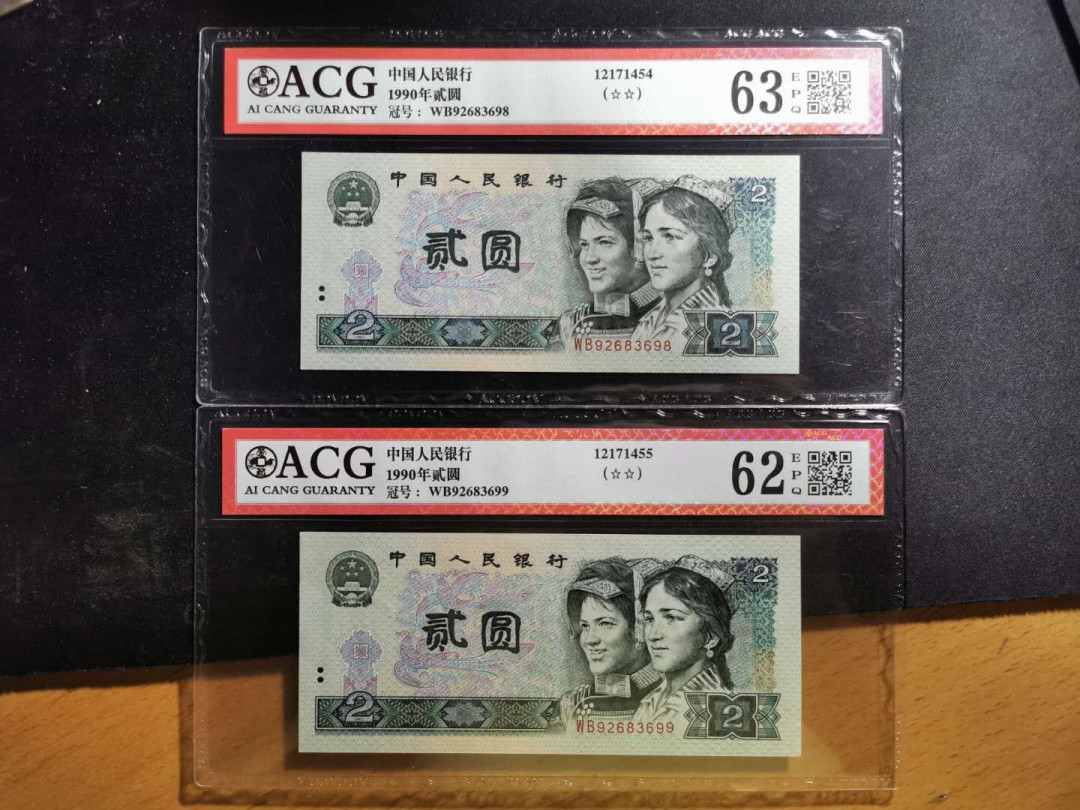 ACG
AI CANG GUARANTY
中国人民银行
1990年贰圆
冠号： WB92683698
12171454
(☆☆)
63
EPQ
中国人民银行
贰圆
2
2
WB92683698
2
ACG
AI CANG GUARANTY
中国人民银行
1990年贰圆
冠号： WB92683699
12171455
(☆☆)
62
EPQ
中国人民银行
贰圆
2
2
WB92683699
2